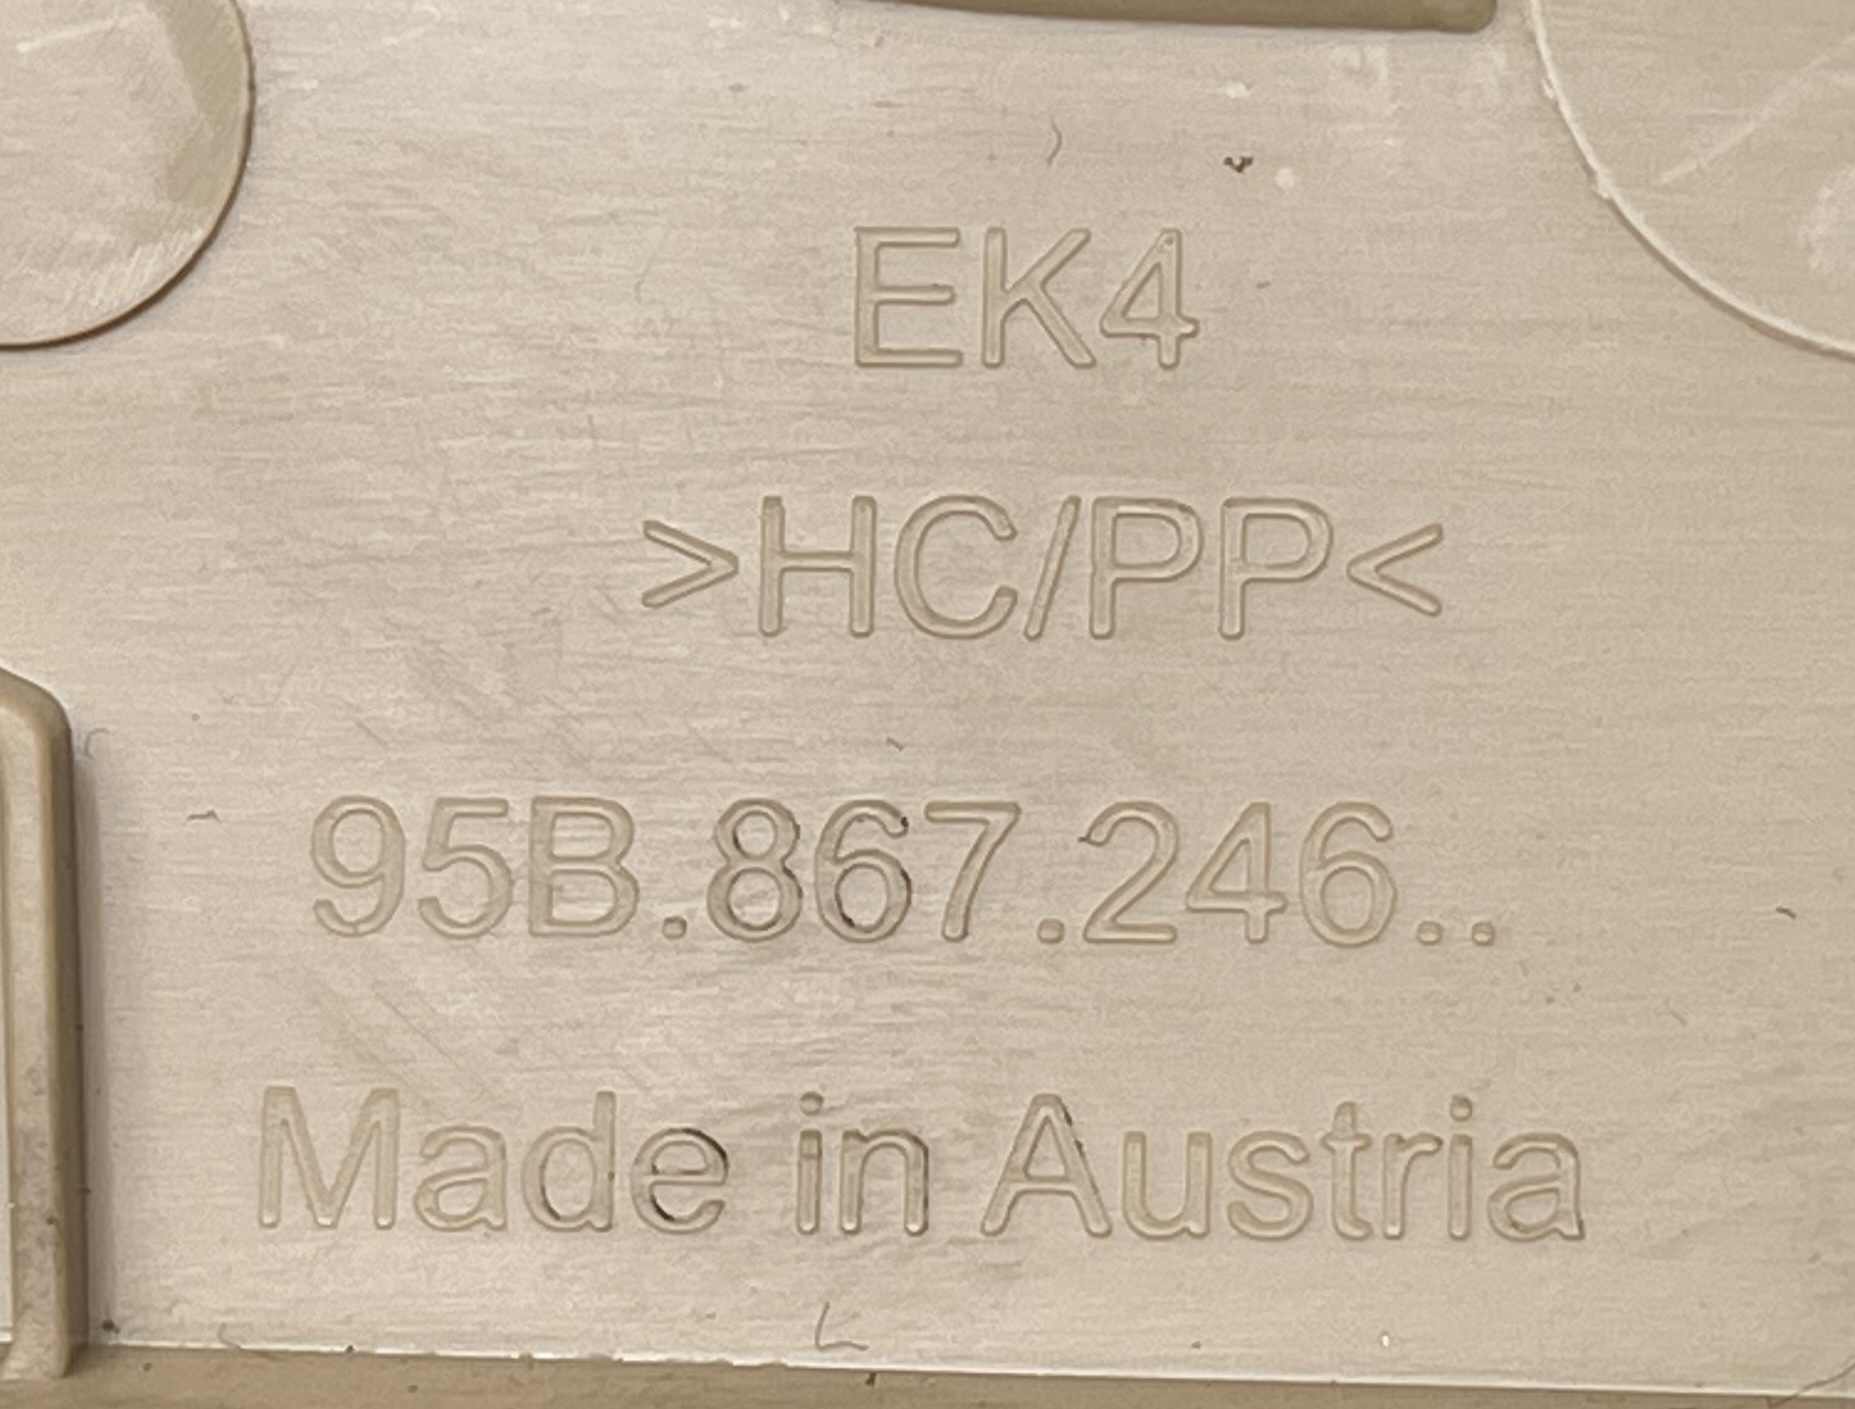 EK4
>HC/PP<
95B.867.246..
Made in Austria